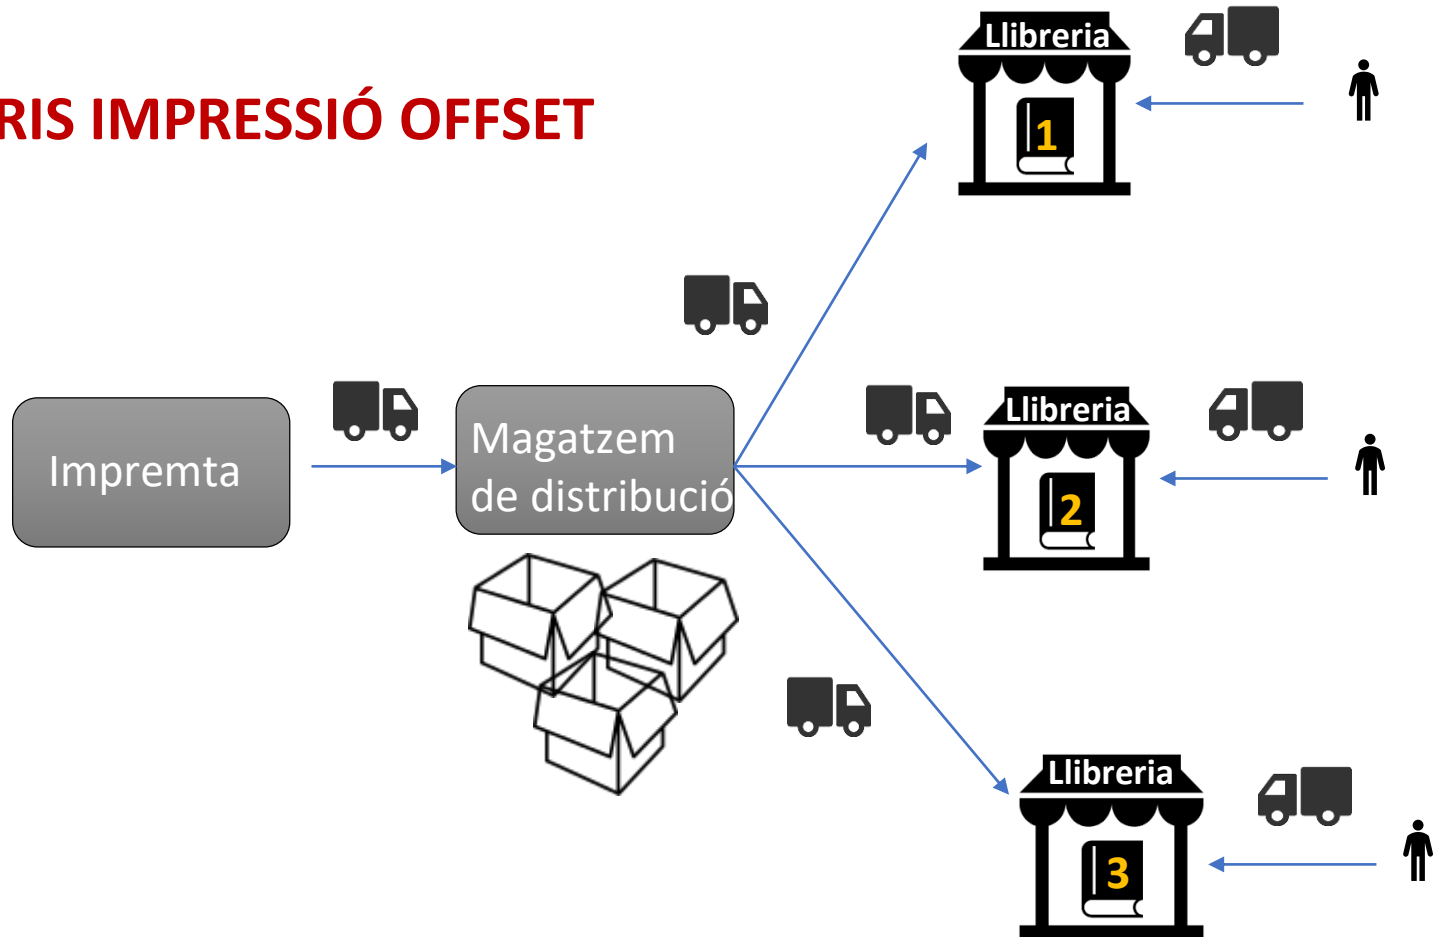 RIS IMPRESSIÓ OFFSET
Llibreria
1
Impremta
Magatzem
de distribució
Llibreria
2
Llibreria
3